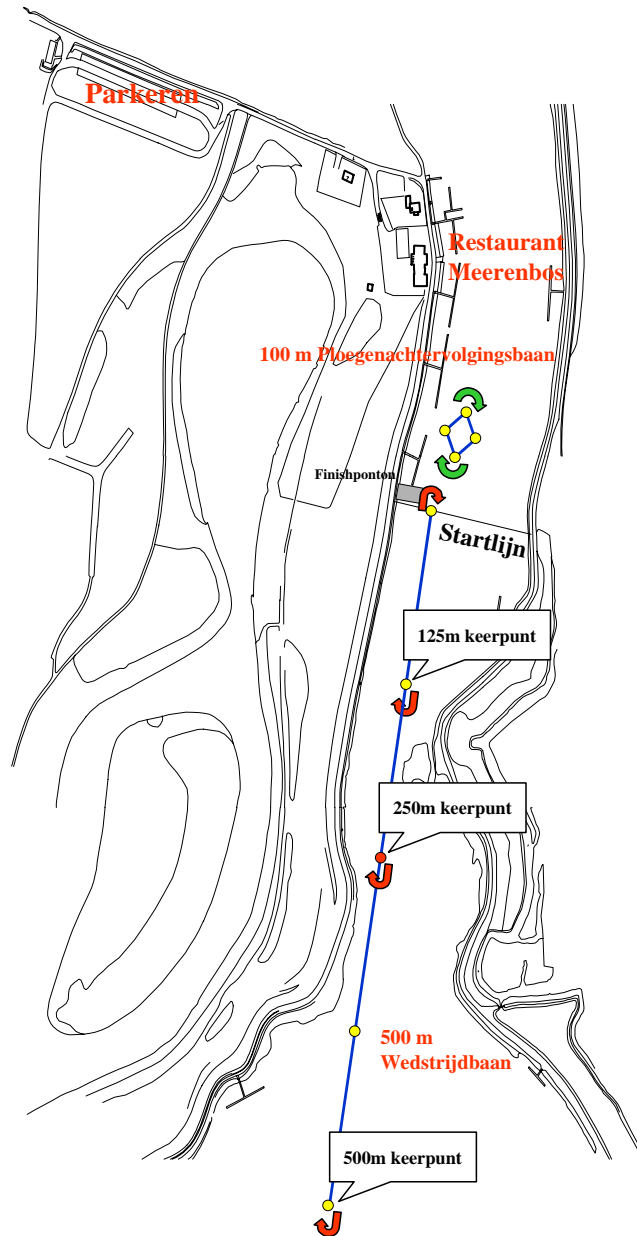 Parkeren
Restaurant
Meerenbos
100 m Ploegenachtervolgingsbaan
Finishponton
Startlijn
125m keerpunt
250m keerpunt
500 m
Wedstrijdbaan
500m keerpunt